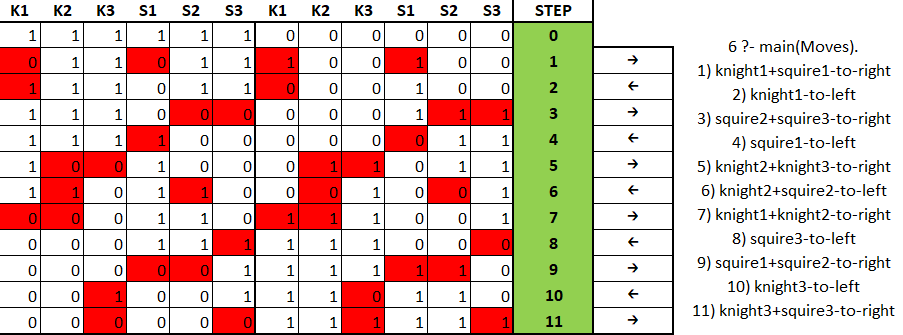 K1 K2 K3 S1 S2 S3 K1 K2 K3 S1 S2 S3 STEP
1 1 1 1 1 1 0 0 0 0 0 0 0
0 1 1 0 1 1 1 0 0 1 0 0 1 →
1 1 1 0 1 1 0 0 0 1 0 0 2 ←
1 1 1 0 0 0 0 0 0 1 1 1 3 →
1 1 1 1 0 0 0 0 0 0 1 1 4 ←
1 0 0 1 0 0 0 1 1 0 1 1 5 →
1 1 0 1 1 0 0 0 1 0 0 1 6 ←
0 0 0 1 1 0 1 1 1 0 0 1 7 →
0 0 0 1 1 1 1 1 1 0 0 0 8 ←
0 0 0 0 0 1 1 1 1 1 1 0 9 →
0 0 1 0 0 1 1 1 0 1 1 0 10 ←
0 0 0 0 0 0 1 1 1 1 1 1 11 →
6 ?- main(Moves).
1) knight1+squire1-to-right
2) knight1-to-left
3) squire2+squire3-to-right
4) squire1-to-left
5) knight2+knight3-to-right
6) knight2+squire2-to-left
7) knight1+knight2-to-right
8) squire3-to-left
9) squire1+squire2-to-right
10) knight3-to-left
11) knight3+squire3-to-right